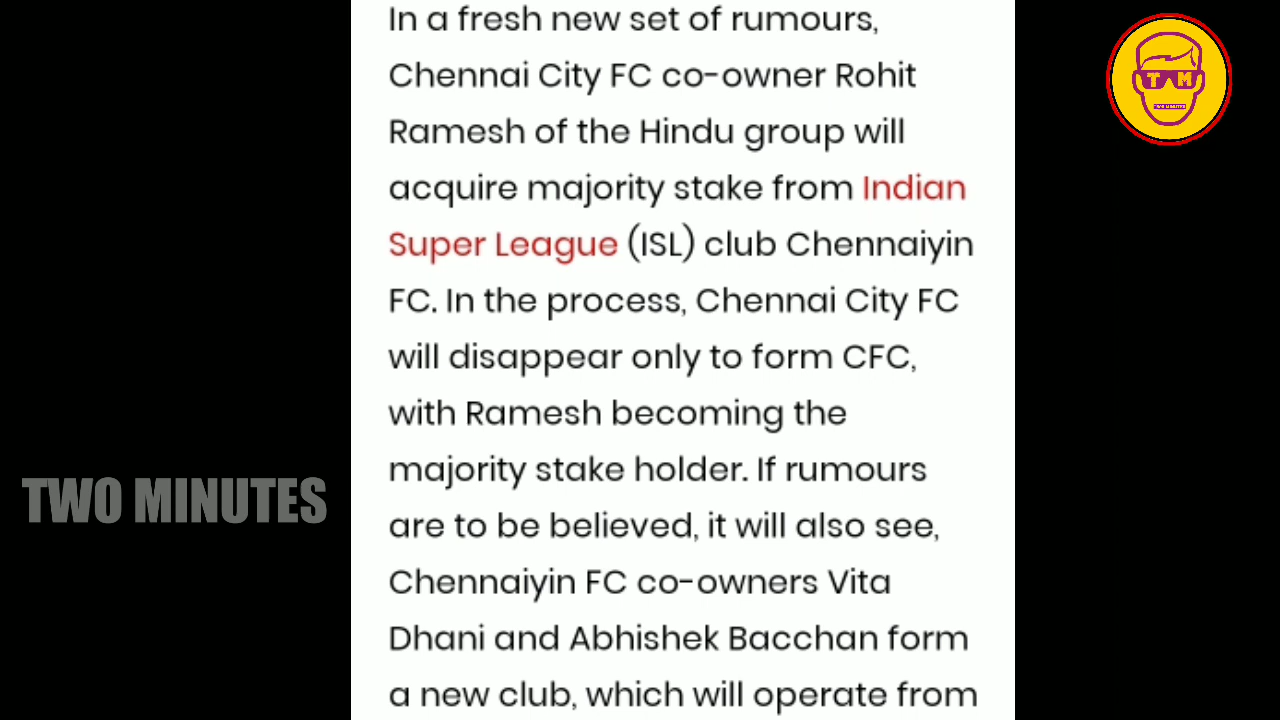 In a fresh new set of rumours,
Chennai City FC co-owner Rohit
Ramesh of the Hindu group will
acquire majority stake from Indian
Super League (ISL) club Chennaiyin
FC. In the process, Chennai City FC
will disappear only to form CFC,
with Ramesh becoming the
majority stake holder. If rumours
are to be believed, it will also see,
Chennaiyin FC co-owners Vita
Dhani and Abhishek Bacchan form
a new club, which will operate from
TWO MINUTES
T M
TWO MINUTES